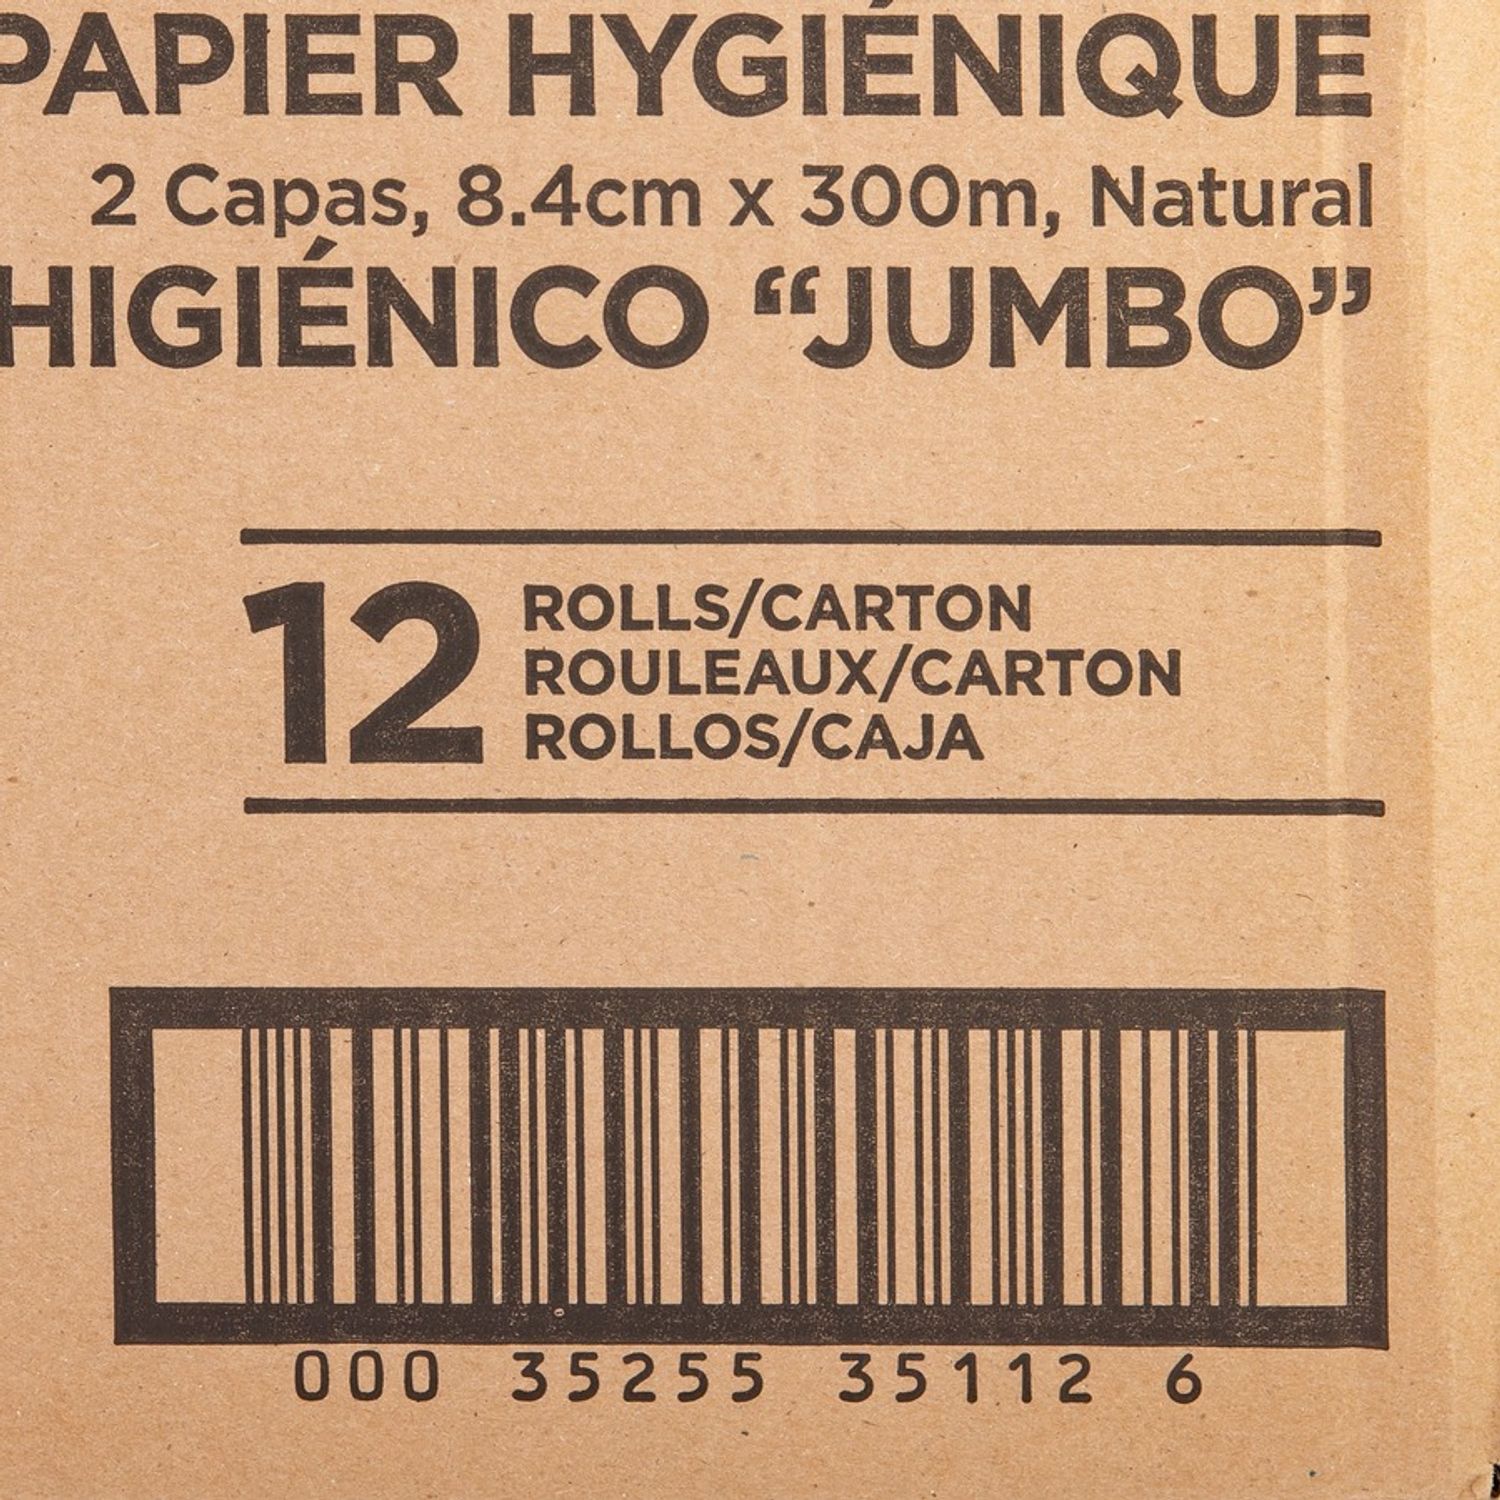 PAPIER HYGIÉNIQUE
2 Capas, 8.4cm x 300m, Natural
HIGIÉNICO “JUMBO”
12
ROLLS/CARTON
ROULEAUX/CARTON
ROLLOS/CAJA
000 35255 35112 6